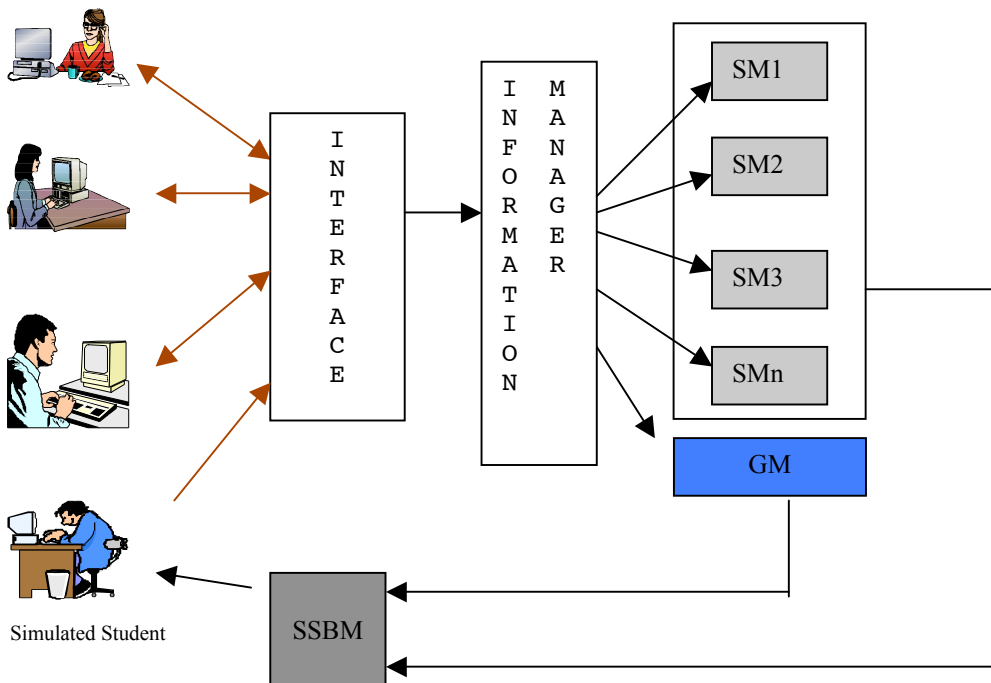 INTERFACE
INFORMATION
MANAGER
SM1
SM2
SM3
SMn
GM
SSBM
Simulated Student